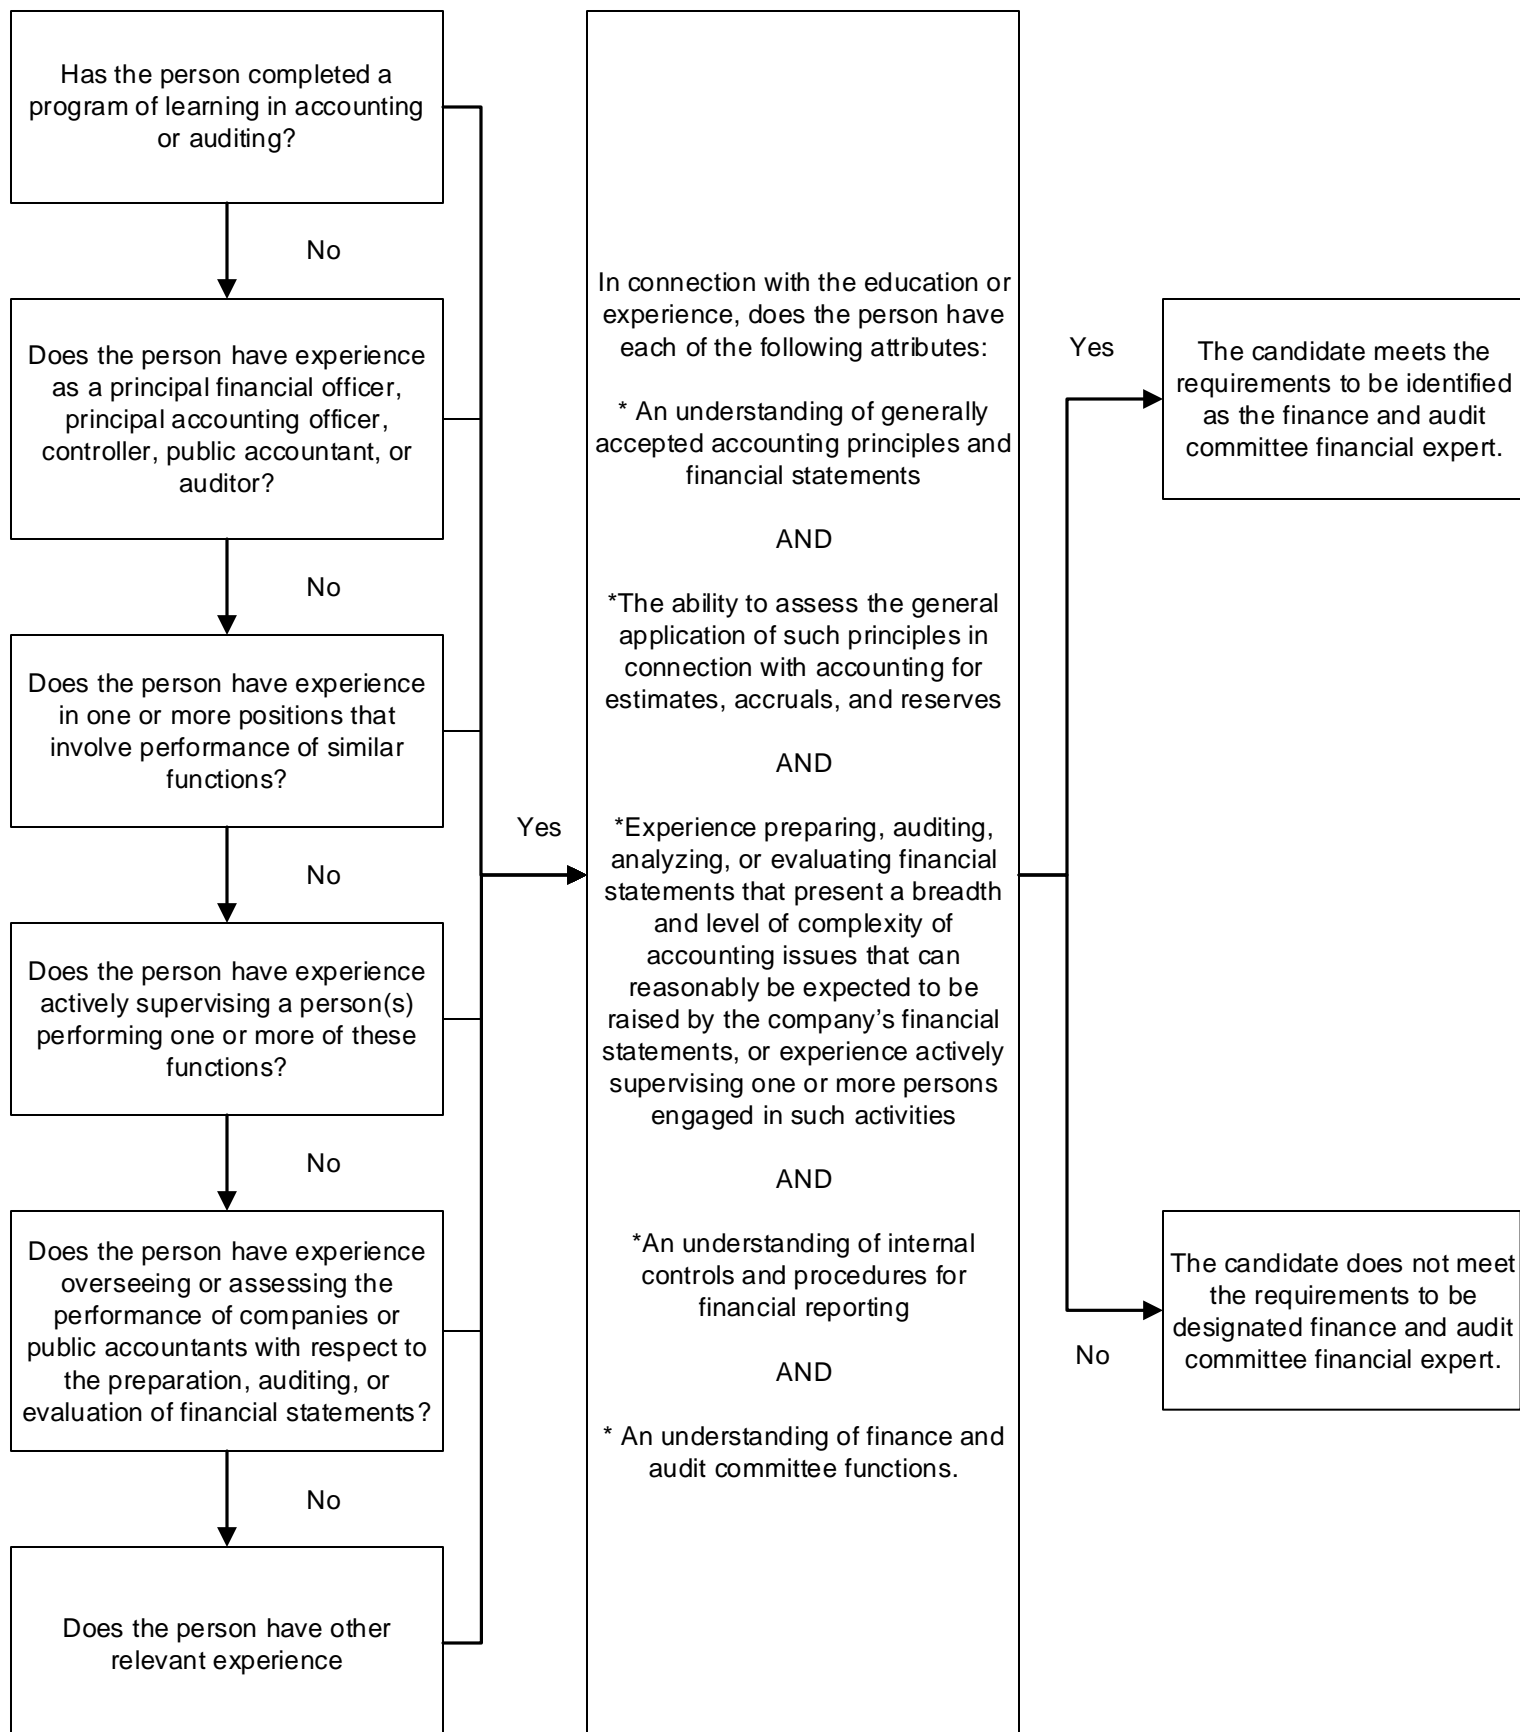 Has the person completed a
program of learning in accounting
or auditing?
No
Does the person have experience
as a principal financial officer,
principal accounting officer,
controller, public accountant, or
auditor?
No
Does the person have experience
in one or more positions that
involve performance of similar
functions?
No
Does the person have experience
actively supervising a person(s)
performing one or more of these
functions?
No
Does the person have experience
overseeing or assessing the
performance of companies or
public accountants with respect to
the preparation, auditing, or
evaluation of financial statements?
No
Does the person have other
relevant experience
Yes
In connection with the education or
experience, does the person have
each of the following attributes:
* An understanding of generally
accepted accounting principles and
financial statements
AND
*The ability to assess the general
application of such principles in
connection with accounting for
estimates, accruals, and reserves
AND
*Experience preparing, auditing,
analyzing, or evaluating financial
statements that present a breadth
and level of complexity of
accounting issues that can
reasonably be expected to be
raised by the company’s financial
statements, or experience actively
supervising one or more persons
engaged in such activities
AND
*An understanding of internal
controls and procedures for
financial reporting
AND
* An understanding of finance and
audit committee functions.
Yes
The candidate meets the
requirements to be identified
as the finance and audit
committee financial expert.
No
The candidate does not meet
the requirements to be
designated finance and audit
committee financial expert.